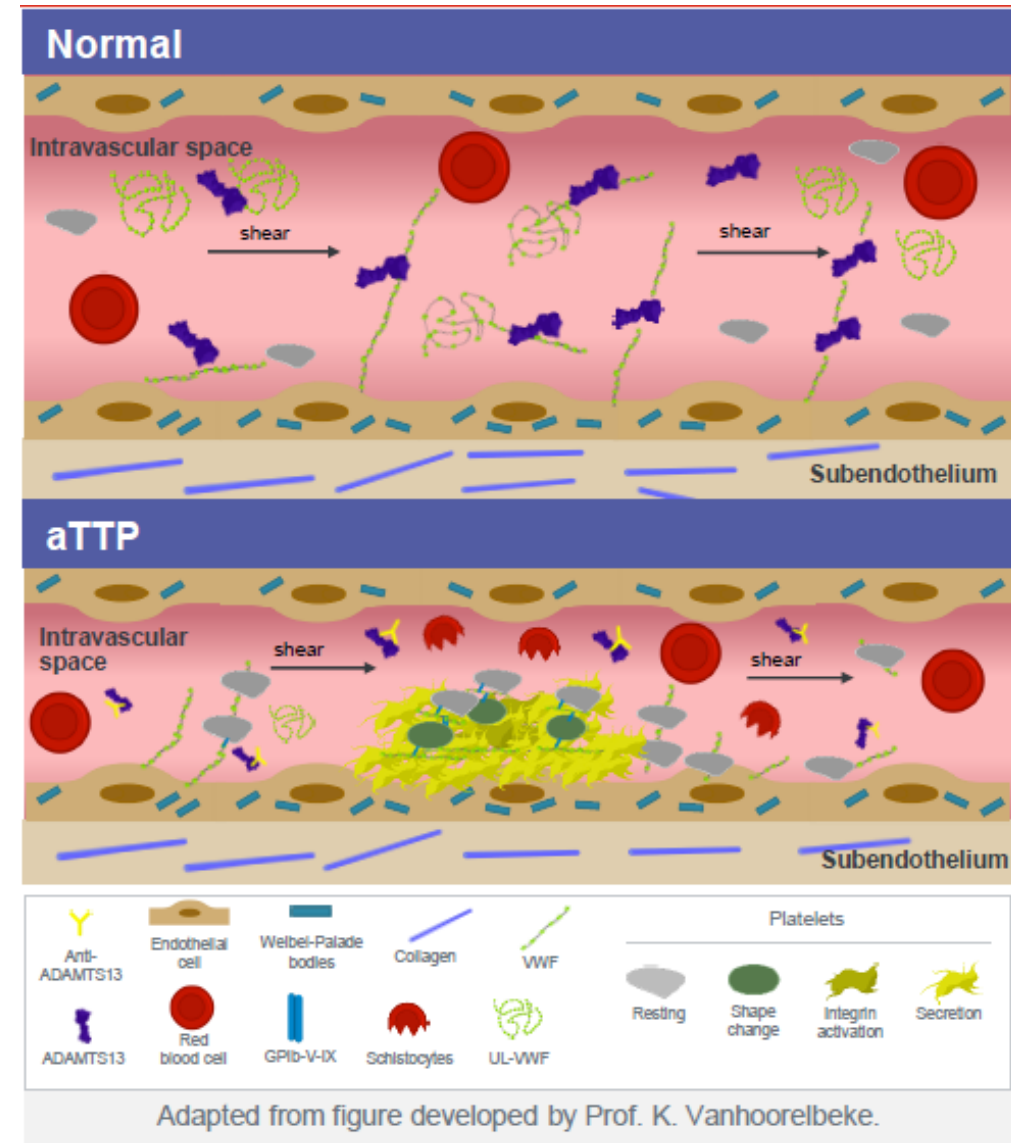 Normal
Intravascular space
shear
shear
Subendothelium
aTTP
Intravascular
space
shear
shear
Subendothelium
Anti-
ADAMTS13
Endothelial
cell
Weibel-Palade
bodies
Collagen
VWF
Platelets
ADAMTS13
Red
blood cell
GPIb-V-IX
Schistocytes
UL-VWF
Resting
Shape
change
Integrin
activation
Secretion
Adapted from figure developed by Prof. K. Vanhoorelbeke.